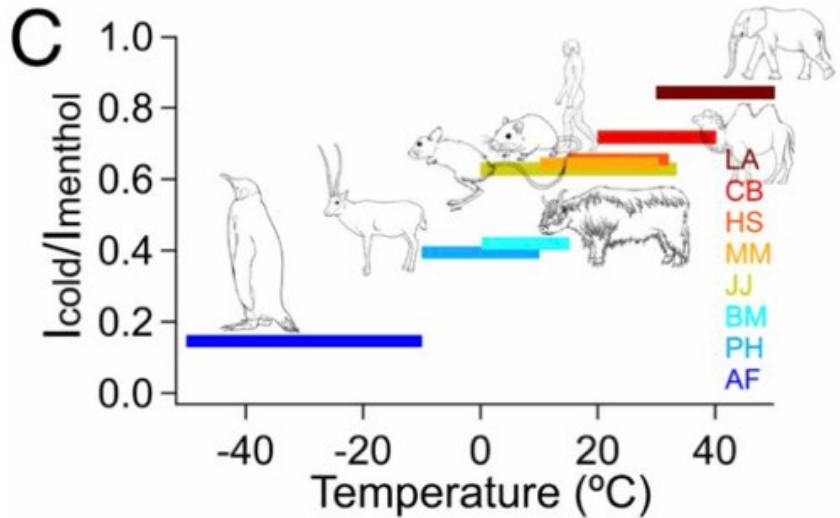 C
Icold/Imenthol
1.0
0.8
0.6
0.4
0.2
0.0
LA
CB
HS
MM
JJ
BM
PH
AF
-40 -20 0 20 40
Temperature (ºC)